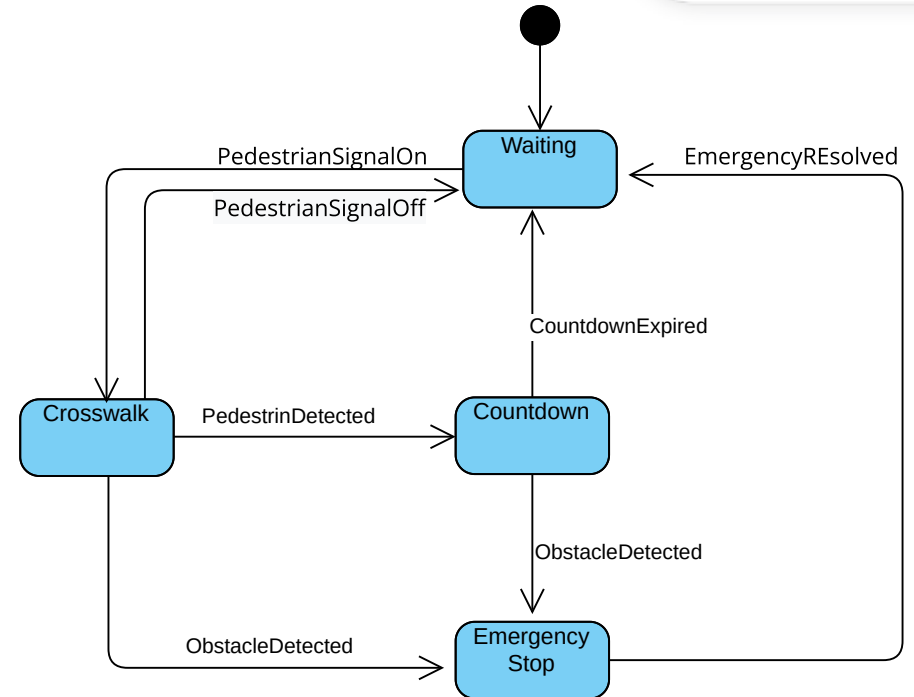 Waiting
PedestrianSignalOn
EmergencyREsolved
PedestrianSignalOff
CountdownExpired
Crosswalk
PedestrinDetected
Countdown
ObstacleDetected
ObstacleDetected
Emergency
Stop